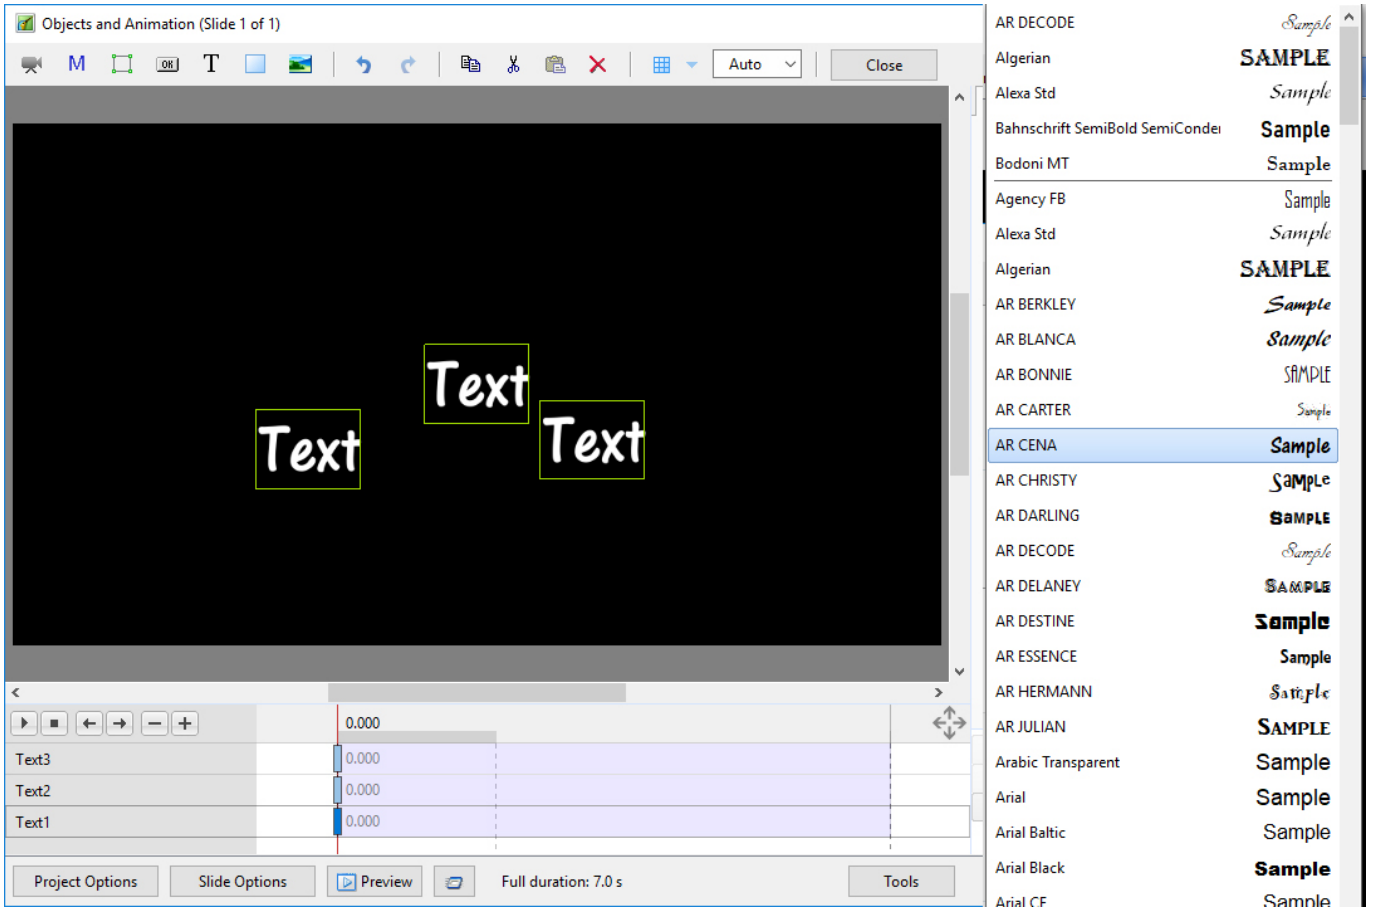 Objects and Animation (Slide 1 of 1)
M OK T Auto Close
Text
Text
Text
0.000
Text3 0.000
Text2 0.000
Text1 0.000
Project Options Slide Options Preview Full duration: 7.0 s Tools
AR DECODE Sample
Algerian SAMPLE
Alexa Std Sample
Bahnschrift SemiBold SemiConder Sample
Bodoni MT Sample
Agency FB Sample
Alexa Std Sample
Algerian SAMPLE
AR BERKLEY Sample
AR BLANCA Sample
AR BONNIE SAMPLE
AR CARTER Sample
AR CENA Sample
AR CHRISTY SaMpLe
AR DARLING SaMPLE
AR DECODE Sample
AR DELANEY SAMPLE
AR DESTINE Sample
AR ESSENCE Sample
AR HERMANN Sample
AR JULIAN SAMPLE
Arabic Transparent Sample
Arial Sample
Arial Baltic Sample
Arial Black Sample
Arial CE Sample